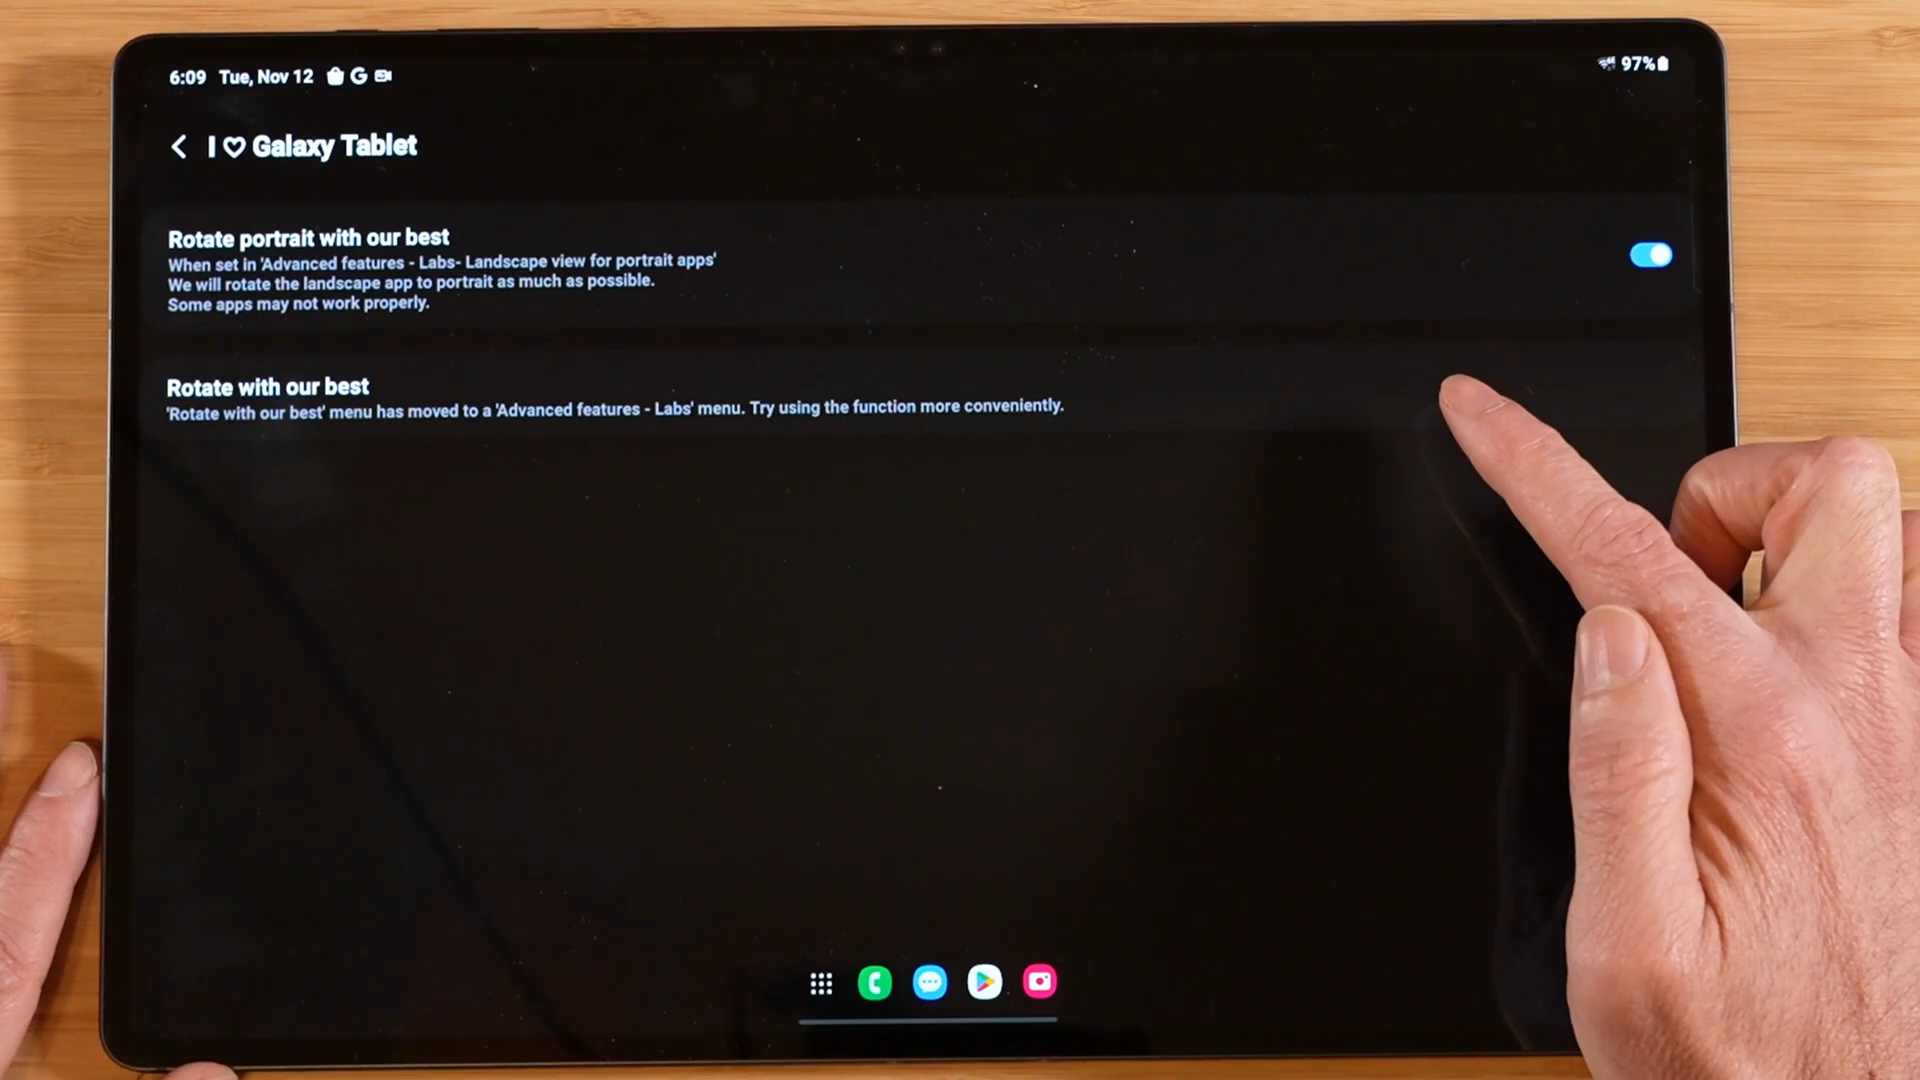 6:09 Tue, Nov 12 G
97%
I ♡ Galaxy Tablet
Rotate portrait with our best
When set in 'Advanced features - Labs- Landscape view for portrait apps'
We will rotate the landscape app to portrait as much as possible.
Some apps may not work properly.
Rotate with our best
'Rotate with our best' menu has moved to a 'Advanced features - Labs' menu. Try using the function more conveniently.